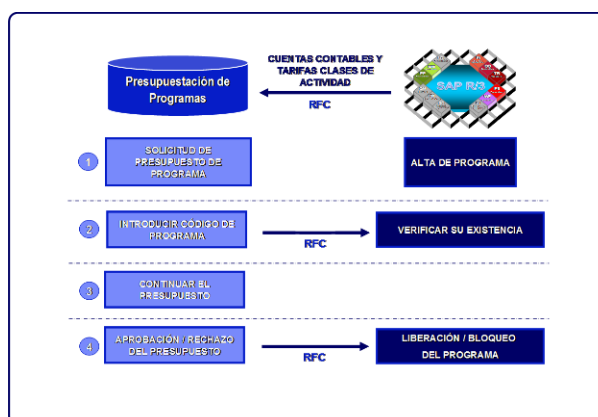 CUENTAS CONTABLES Y
TARIFAS CLASES DE
ACTIVIDAD
RFC
Presupuestación de
Programas
SAP R/3
1
SOLICITUD DE
PRESUPUESTO DE
PROGRAMA
ALTA DE PROGRAMA
2
INTRODUCIR CÓDIGO DE
PROGRAMA
RFC
VERIFICAR SU EXISTENCIA
3
CONTINUAR EL
PRESUPUESTO
4
APROBACIÓN / RECHAZO
DEL PRESUPUESTO
RFC
LIBERACIÓN / BLOQUEO
DEL PROGRAMA